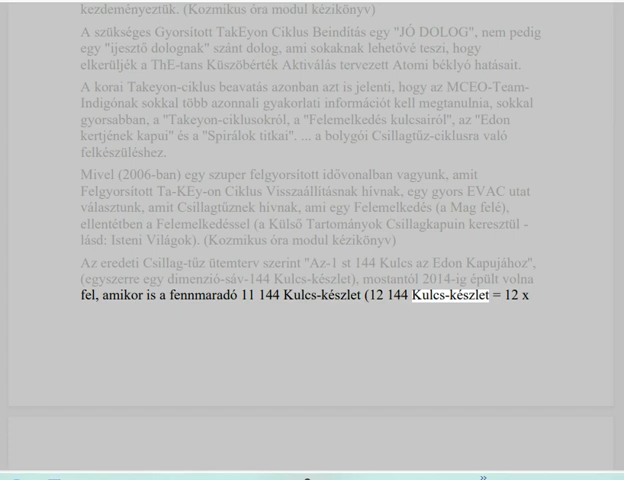 kezdeményeztük. (Kozmikus óra modul kézikönyv)
A szükséges Gyorsított TakEyon Ciklus Beindítás egy "JÓ DOLOG", nem pedig
egy "ijesztő dolognak" szánt dolog, ami sokaknak lehetővé teszi, hogy
elkerüljék a ThE-tans Küszöbérték Aktiválás tervezett Atomi béklyó hatásait.
A korai Takeyon-ciklus beavatás azonban azt is jelenti, hogy az MCEO-Team-
Indigónak sokkal több azonnali gyakorlati információt kell megtanulnia, sokkal
gyorsabban, a "Takeyon-ciklusokról, a "Felemelkedés kulcsairól", az "Edon
kertjének kapui" és a "Spirálok titkai". ... a bolygói Csillagtűz-ciklusra való
felkészüléshez.
Mivel (2006-ban) egy szuper felgyorsított idővonalban vagyunk, amit
Felgyorsított Ta-KEy-on Ciklus Visszaállításnak hívnak, egy gyors EVAC utat
választunk, amit Csillagtűznek hívnak, ami egy Felemelkedés (a Mag felé),
ellentétben a Felemelkedéssel (a Külső Tartományok Csillagkapuin keresztül -
lásd: Isteni Világok). (Kozmikus óra modul kézikönyv)
Az eredeti Csillag-tűz ütemterv szerint "Az-1 st 144 Kulcs az Edon Kapujához",
(egyszerre egy dimenzió-sáv-144 Kulcs-készlet), mostantól 2014-ig épült volna
fel, amikor is a fennmaradó 11 144 Kulcs-készlet (12 144 Kulcs-készlet = 12 x
»